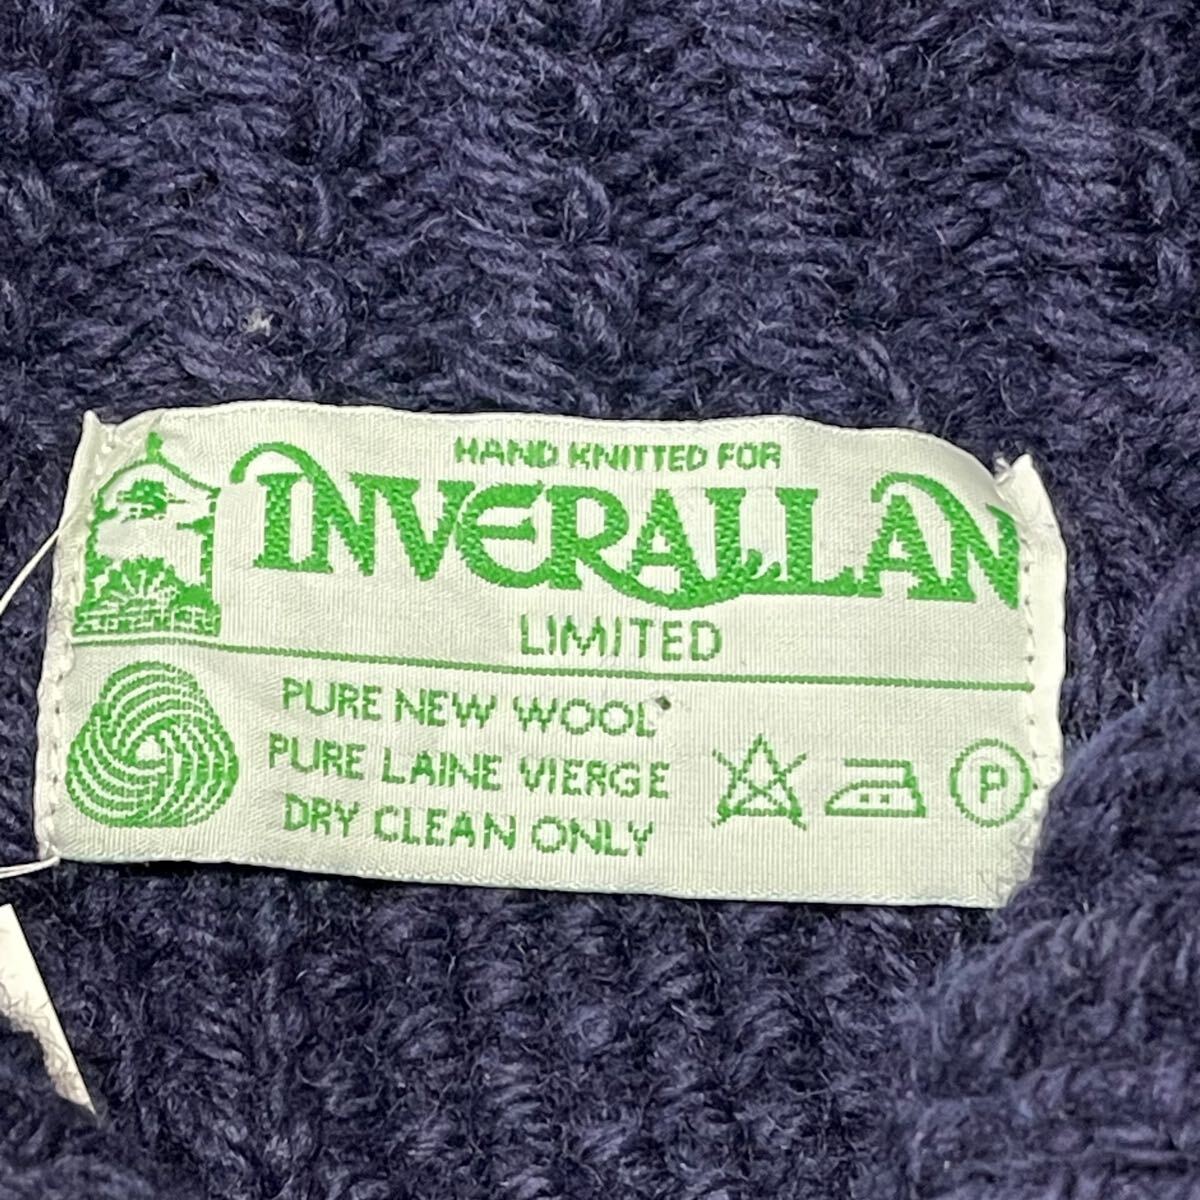 HAND KNITTED FOR
INVERALLAN
LIMITED
PURE NEW WOOL
PURE LAINE VIERGE
DRY CLEAN ONLY
P